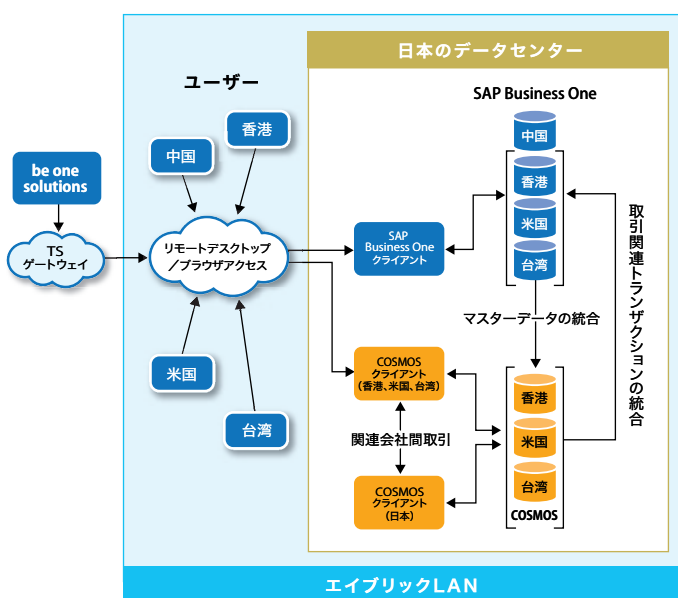 日本のデータセンター
ユーザー
SAP Business One
香港
中国
中国
be one
solutions
香港
米国
台湾
TS
ゲートウェイ
リモートデスクトップ
／ブラウザアクセス
SAP
Business One
クライアント
取引関連トランザクションの統合
マスターデータの統合
米国
台湾
COSMOS
クライアント
（香港、米国、台湾）
関連会社間取引
COSMOS
クライアント
（日本）
香港
米国
台湾
COSMOS
エイブリックLAN